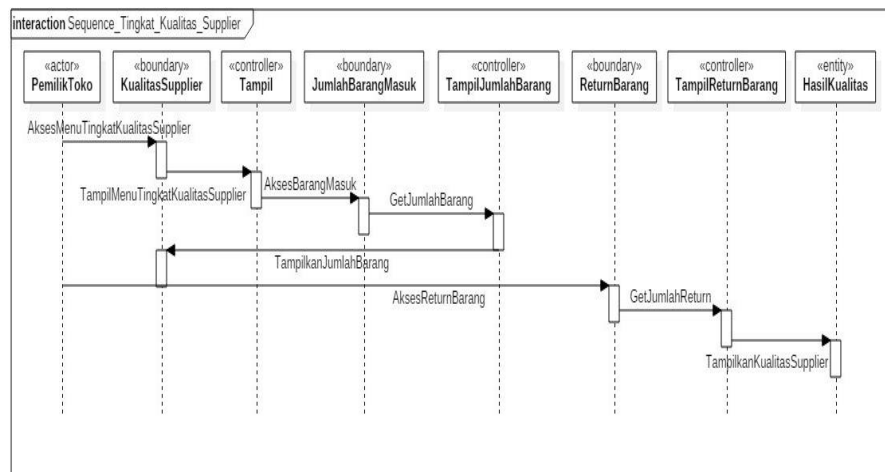 interaction Sequence_Tingkat_Kualitas_Supplier
«actor»
PemilikToko
«boundary»
KualitasSupplier
«controller»
Tampil
«boundary»
JumlahBarangMasuk
«controller»
TampilJumlahBarang
«boundary»
ReturnBarang
«controller»
TampilReturnBarang
«entity»
HasilKualitas
AksesMenuTingkatKualitasSupplier
TampilMenuTingkatKualitasSupplier
AksesBarangMasuk
GetJumlahBarang
TampilkanJumlahBarang
AksesReturnBarang
GetJumlahReturn
TambilkanKualitasSupplier